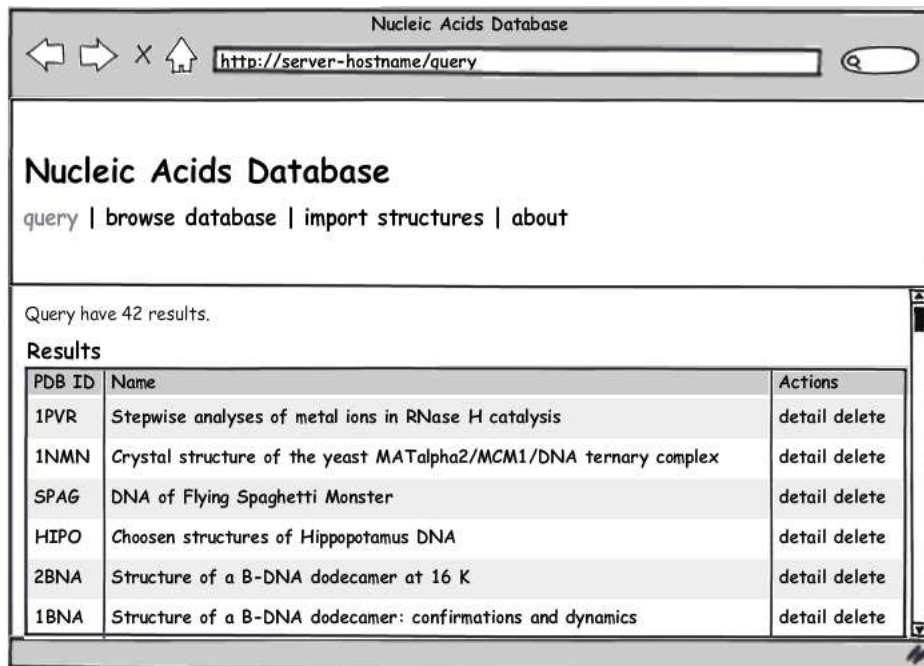 Nucleic Acids Database
X
http://server-hostname/query
Nucleic Acids Database
query | browse database | import structures | about
Query have 42 results.
Results
PDB ID Name Actions
1PVR Stepwise analyses of metal ions in RNase H catalysis detail delete
1NMN Crystal structure of the yeast MATalpha2/MCM1/DNA ternary complex detail delete
SPAG DNA of Flying Spaghetti Monster detail delete
HIPO Choosen structures of Hippopotamus DNA detail delete
2BNA Structure of a B-DNA dodecamer at 16 K detail delete
1BNA Structure of a B-DNA dodecamer: confirmations and dynamics detail delete